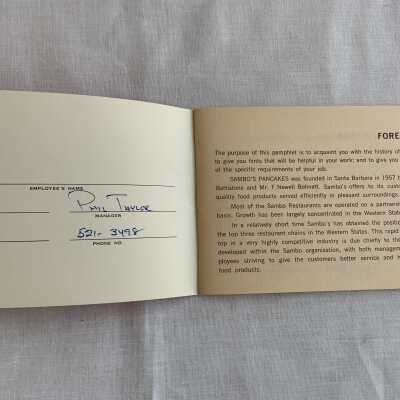 EMPLOYEE'S NAME
Phil Taylor
MANAGER
521-3498
PHONE NO.
FORE
The purpose of this pamphlet is to acquaint you with the history of
to give you hints that will be helpful in your work; and to give you
of the specific requirements of your job.
SAMBO'S PANCAKES was founded in Santa Barbara in 1957 b
Battistone and Mr. F. Newell Bohnett. Sambo's offers to its custo
quality food products served efficiently in pleasant surroundings.
Most of the Sambo Restaurants are operated on a partner
basis. Growth has been largely concentrated in the Western State
In a relatively short time Sambo's has obtained the positio
the top three restaurant chains in the Western States. This rapid
top in a very highly competitive industry is due chiefly to the
developed within the Sambo organization, with both manage
ployees striving to give the customers better service and h
food products.